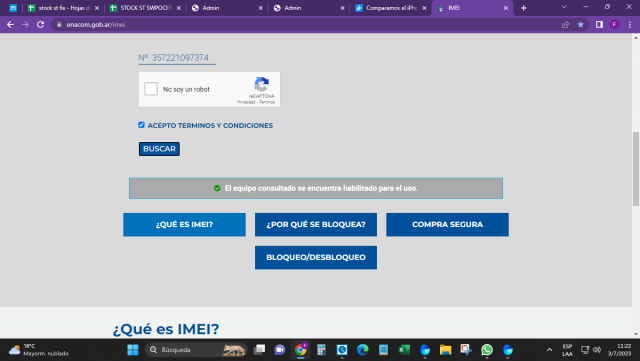 stock st fix - Hojas d
STOCK ST SWPOCEN
Admin
Admin
Comparamos el iPho
IMEI
enacom.gob.ar/imei
F
Nº 357221097374
No soy un robot
reCAPTCHA
Privacidad - Términos
ACEPTO TERMINOS Y CONDICIONES
BUSCAR
El equipo consultado se encuentra habilitado para el uso.
¿QUÉ ES IMEI?
¿POR QUÉ SE BLOQUEA?
COMPRA SEGURA
BLOQUEO/DESBLOQUEO
¿Qué es IMEI?
18°C
Mayorm. nublado
Búsqueda
ESP
LAA
11:22
3/7/2023